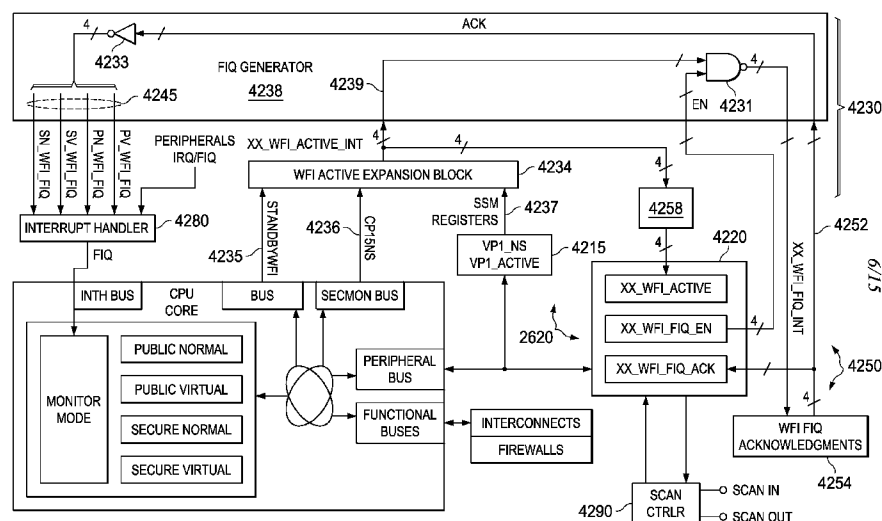 ACK
4
4233
4
FIQ GENERATOR
4238
4239
4
4231
EN
4245
4230
SN_WFI_FIQ
SV_WFI_FIQ
PN_WFI_FIQ
PV_WFI_FIQ
PERIPHERALS
IRQ/FIQ
XX_WFI_ACTIVE_INT
4
4
4
WFI ACTIVE EXPANSION BLOCK
4234
4258
4
4280
INTERRUPT HANDLER
FIQ
STANDBYWFI
4235
CP15NS
4236
SSM
REGISTERS
4237
VP1_NS
VP1_ACTIVE
4215
4220
4252
XX_WFI_FIQ_INT
6/15
INTH BUS
CPU
CORE
BUS
SECMON BUS
XX_WFI_ACTIVE
XX_WFI_FIQ_EN
4
XX_WFI_FIQ_ACK
2620
4250
4
MONITOR
MODE
PUBLIC NORMAL
PUBLIC VIRTUAL
SECURE NORMAL
SECURE VIRTUAL
PERIPHERAL
BUS
FUNCTIONAL
BUSES
INTERCONNECTS
FIREWALLS
WFI FIQ
ACKNOWLEDGMENTS
4254
4290
SCAN
CTRLR
SCAN IN
SCAN OUT